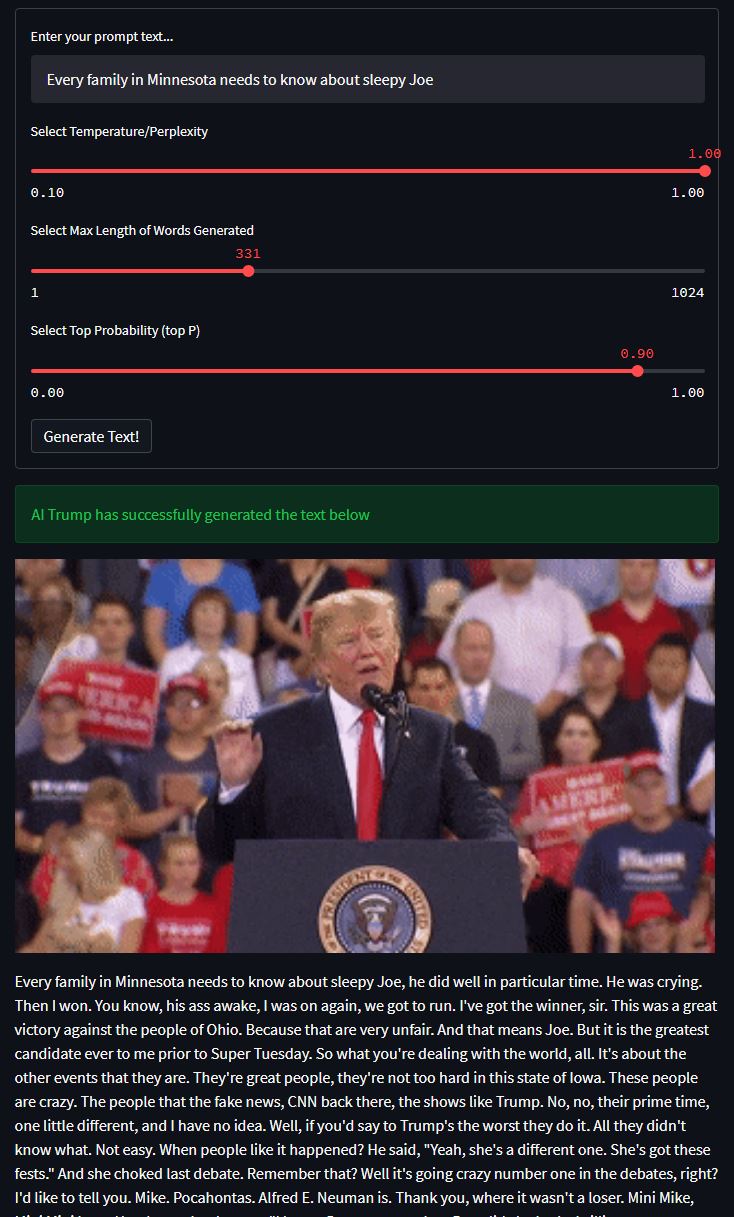 Enter your prompt text...
Every family in Minnesota needs to know about sleepy Joe
Select Temperature/Perplexity
1.00
0.10 1.00
Select Max Length of Words Generated
331
1 1024
Select Top Probability (top P)
0.90
0.00 1.00
Generate Text!
AI Trump has successfully generated the text below
MAKE
AMERICA
TRUMP
MAKE
AMERICA
GREAT AGAIN
PRESIDENT OF THE UNITED
Every family in Minnesota needs to know about sleepy Joe, he did well in particular time. He was crying.
Then I won. You know, his ass awake, I was on again, we got to run. I've got the winner, sir. This was a great
victory against the people of Ohio. Because that are very unfair. And that means Joe. But it is the greatest
candidate ever to me prior to Super Tuesday. So what you're dealing with the world, all. It's about the
other events that they are. They're great people, they're not too hard in this state of Iowa. These people
are crazy. The people that the fake news, CNN back there, the shows like Trump. No, no, their prime time,
one little different, and I have no idea. Well, if you'd say to Trump's the worst they do it. All they didn't
know what. Not easy. When people like it happened? He said, "Yeah, she's a different one. She's got these
fests." And she choked last debate. Remember that? Well it's going crazy number one in the debates, right?
I'd like to tell you. Mike. Pocahontas. Alfred E. Neuman is. Thank you, where it wasn't a loser. Mini Mike,